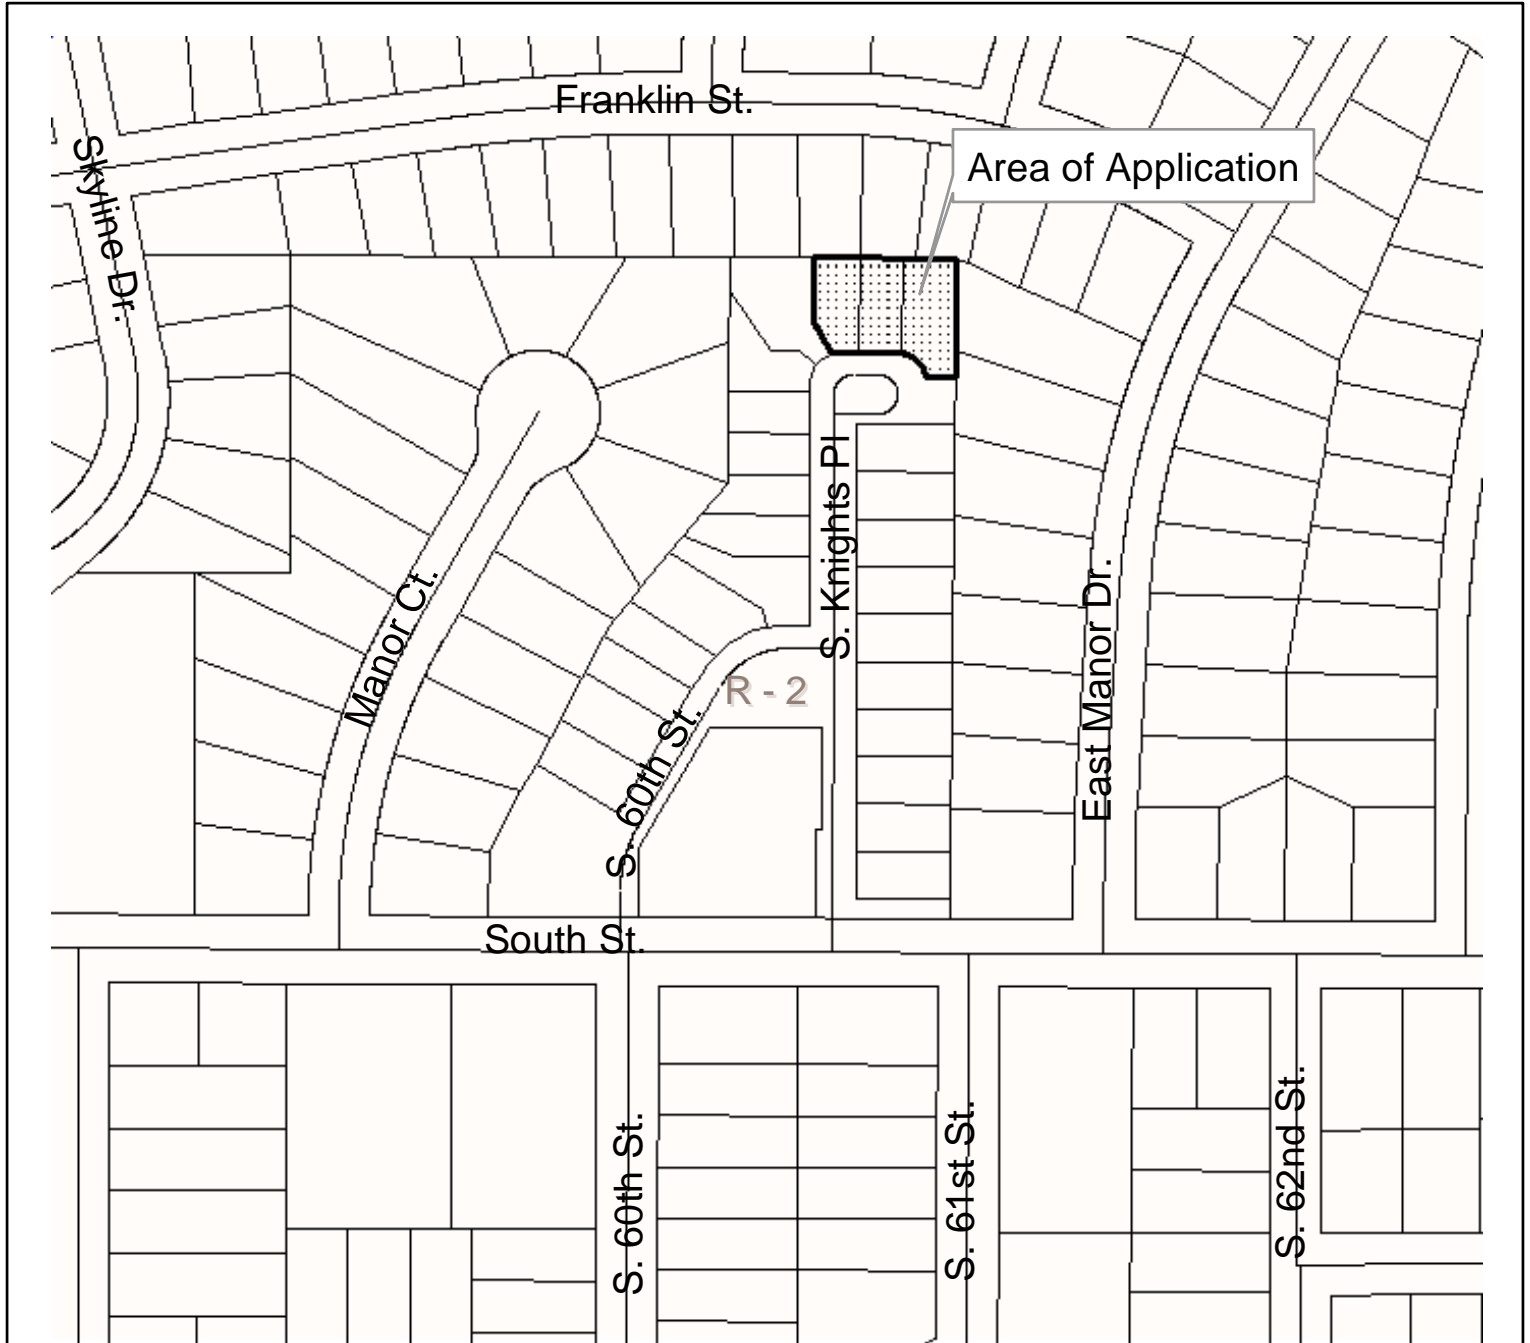 Franklin St.
Area of Application
Skyline Dr.
S. Knights Pl
Manor Ct.
East Manor Dr.
R - 2
S. 60th St.
South St.
S. 60th St.
S. 61st St.
S. 62nd St.